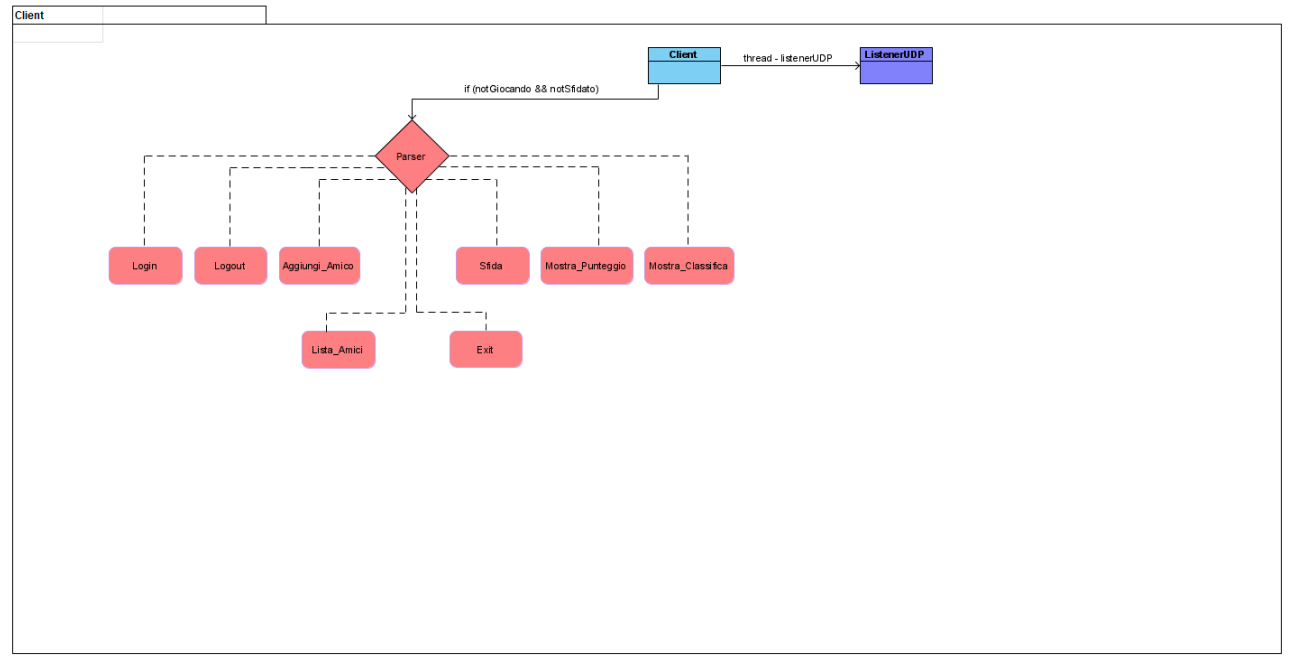 Client
Client
thread - listenerUDP
ListenerUDP
if (notGiocando && notSfidato)
Parser
Login
Logout
Aggiungi_Amico
Sfida
Mostra_Punteggio
Mostra_Classifica
Lista_Amici
Exit